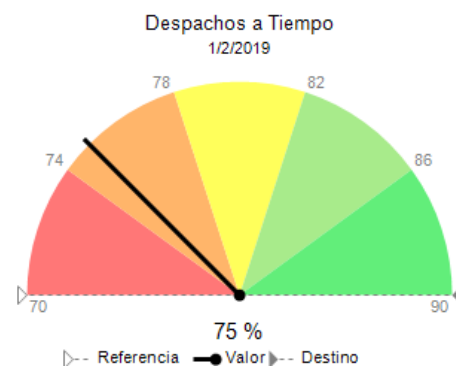 Despachos a Tiempo
1/2/2019
78 82
74 86
70 90
75 %
Referencia Valor Destino